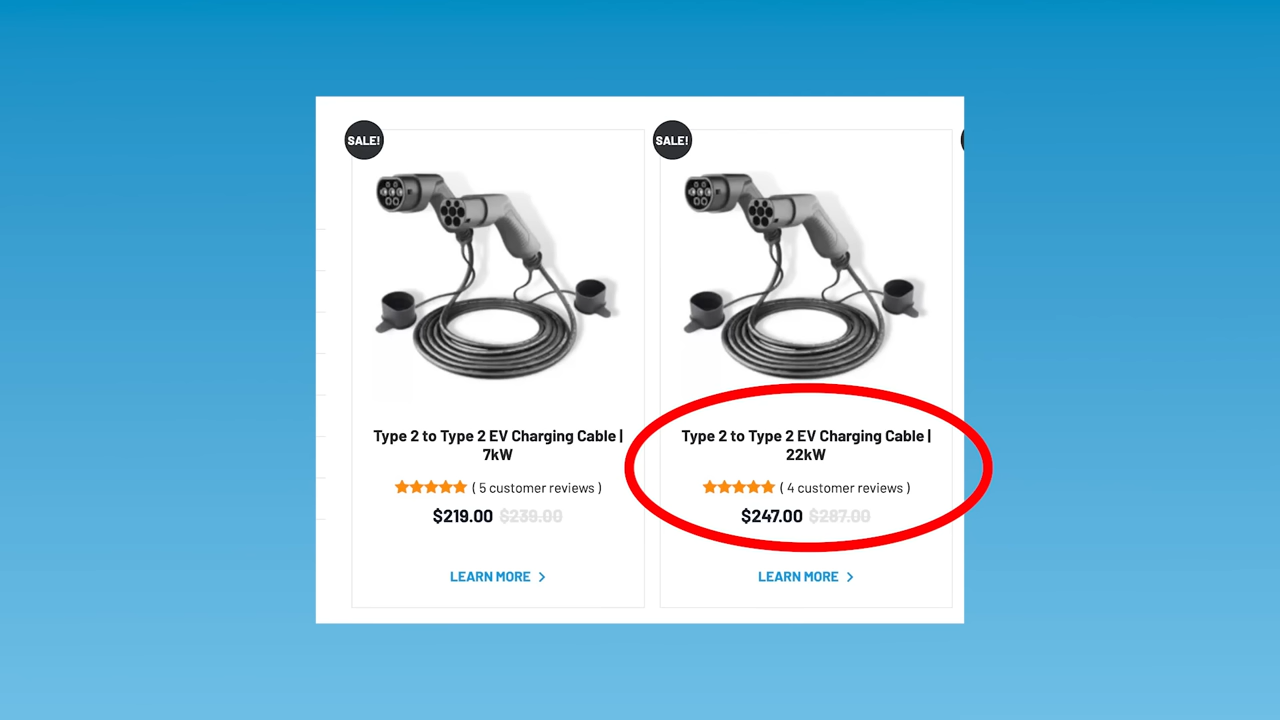 SALE!
Type 2 to Type 2 EV Charging Cable |
7kW
( 5 customer reviews )
$219.00 $239.00
LEARN MORE
SALE!
Type 2 to Type 2 EV Charging Cable |
22kW
( 4 customer reviews )
$247.00 $287.00
LEARN MORE